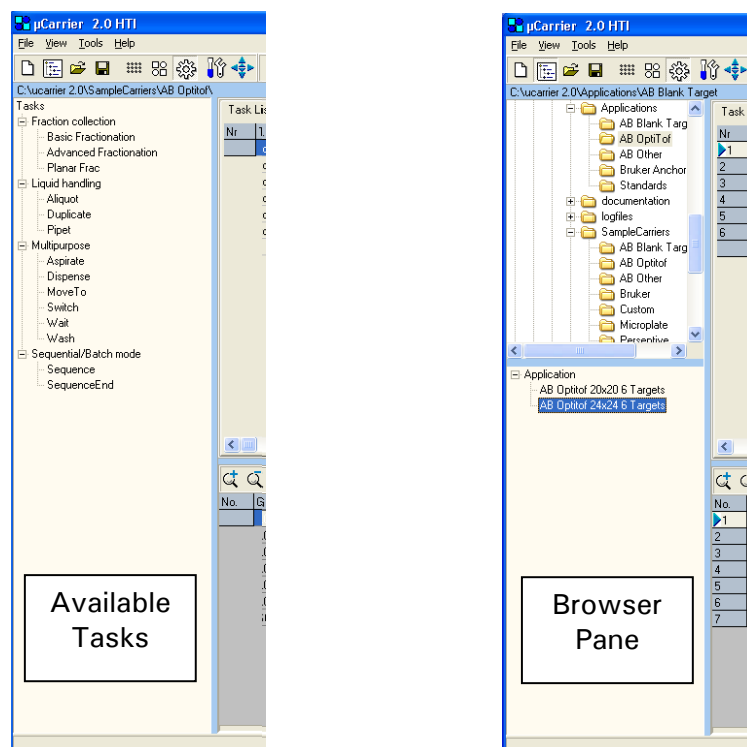 µCarrier 2.0 HTI
File View Tools Help
C:\ucarrier 2.0\SampleCarriers\AB Optitof\
Tasks
Fraction collection
Basic Fractionation
Advanced Fractionation
Planar Frac
Liquid handling
Aliquot
Duplicate
Pipet
Multipurpose
Aspirate
Dispense
MoveTo
Switch
Wait
Wash
Sequential/Batch mode
Sequence
SequenceEnd
Task Lis
Nr
No. G
Available
Tasks
µCarrier 2.0 HTI
File View Tools Help
C:\ucarrier 2.0\Applications\AB Blank Target
Applications
AB Blank Targ
AB OptiTof
AB Other
Bruker Anchor
Standards
documentation
logfiles
SampleCarriers
AB Blank Targ
AB Optitof
AB Other
Bruker
Custom
Microplate
Perseptive
Application
AB Optitof 20x20 6 Targets
AB Optitof 24x24 6 Targets
Task
Nr
1
2
3
4
5
6
No.
1
2
3
4
5
6
7
Browser
Pane